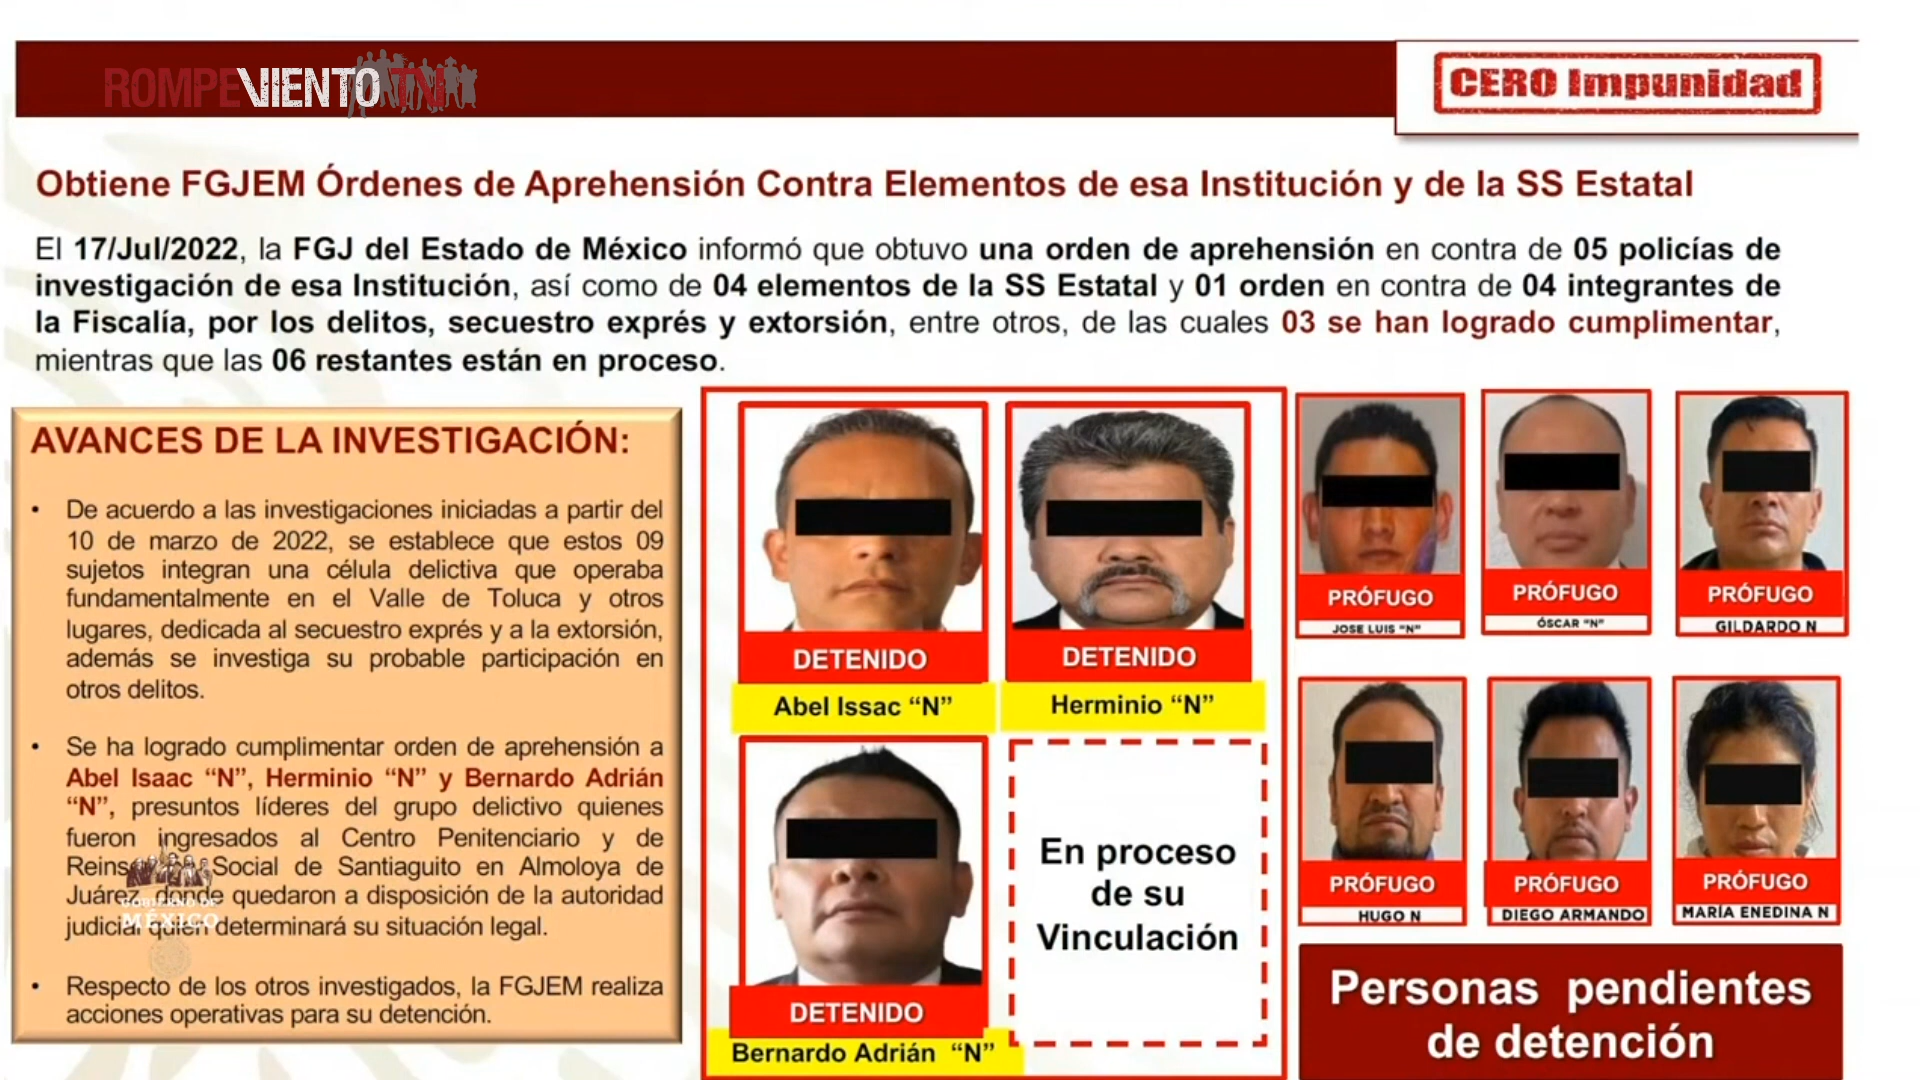 ROMPEVIENTO TV
CERO Impunidad
Obtiene FGJEM Órdenes de Aprehensión Contra Elementos de esa Institución y de la SS Estatal
El 17/Jul/2022, la FGJ del Estado de México informó que obtuvo una orden de aprehensión en contra de 05 policías de
investigación de esa Institución, así como de 04 elementos de la SS Estatal y 01 orden en contra de 04 integrantes de
la Fiscalía, por los delitos, secuestro exprés y extorsión, entre otros, de las cuales 03 se han logrado cumplimentar,
mientras que las 06 restantes están en proceso.
AVANCES DE LA INVESTIGACIÓN:
• De acuerdo a las investigaciones iniciadas a partir del
10 de marzo de 2022, se establece que estos 09
sujetos integran una célula delictiva que operaba
fundamentalmente en el Valle de Toluca y otros
lugares, dedicada al secuestro exprés y a la extorsión,
además se investiga su probable participación en
otros delitos.
• Se ha logrado cumplimentar orden de aprehensión a
Abel Isaac “N”, Herminio “N” y Bernardo Adrián
“N”, presuntos líderes del grupo delictivo quienes
fueron ingresados al Centro Penitenciario y de
Social de Santiaguito en Almoloya de
Juárez, donde quedaron a disposición de la autoridad
judicial quien determinará su situación legal.
GOBIERNO DE
MÉXICO
• Respecto de los otros investigados, la FGJEM realiza
acciones operativas para su detención.
DETENIDO
Abel Issac “N”
DETENIDO
Herminio “N”
DETENIDO
Bernardo Adrián “N”
En proceso
de su
Vinculación
PRÓFUGO
JOSE LUIS “N”
PRÓFUGO
ÓSCAR “N”
PRÓFUGO
GILDARDO N
PRÓFUGO
HUGO N
PRÓFUGO
DIEGO ARMANDO
PRÓFUGO
MARÍA ENEDINA N
Personas pendientes
de detención